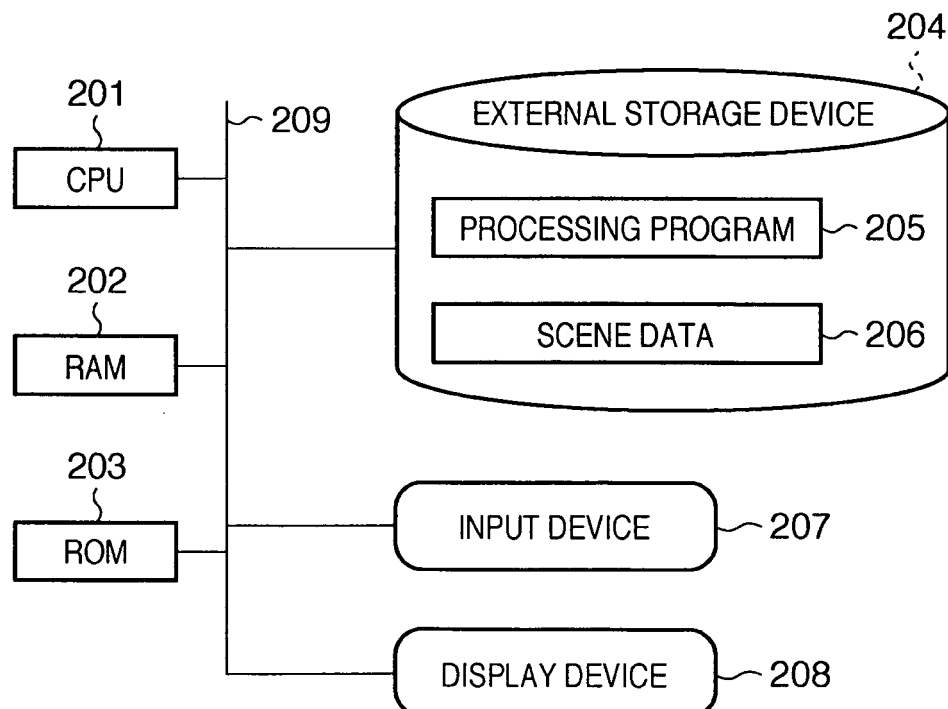 204
201
209
EXTERNAL STORAGE DEVICE
CPU
PROCESSING PROGRAM
205
202
SCENE DATA
206
RAM
203
INPUT DEVICE
207
ROM
DISPLAY DEVICE
208